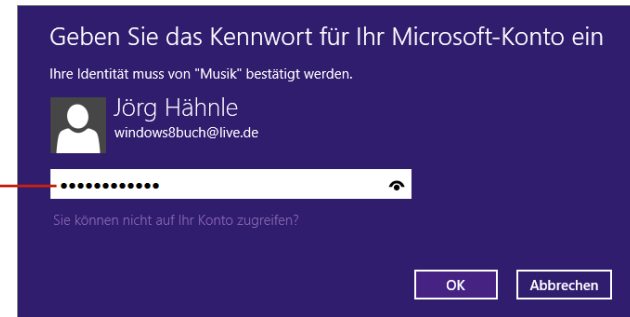 Geben Sie das Kennwort für Ihr Microsoft-Konto ein
Ihre Identität muss von "Musik" bestätigt werden.
Jörg Hähnle
windows8buch@live.de
••••••••••••
Sie können nicht auf Ihr Konto zugreifen?
OK
Abbrechen